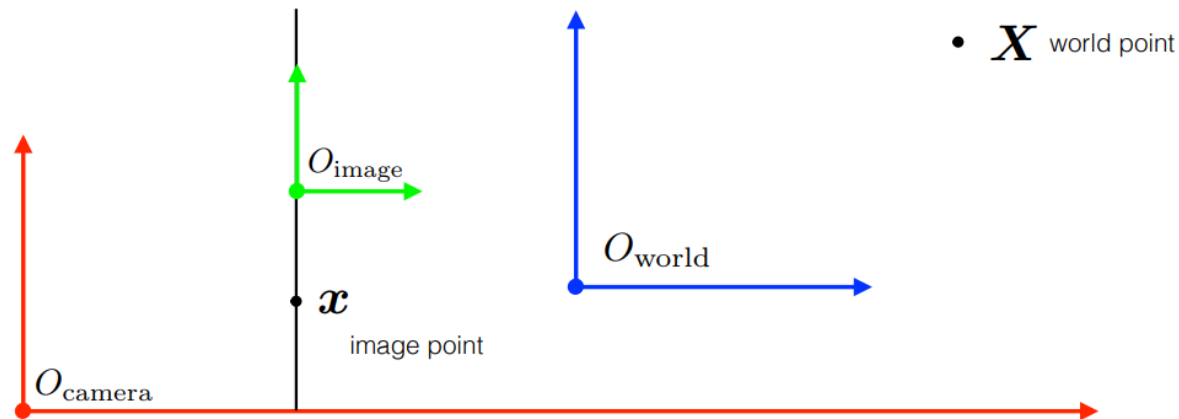 X world point
O_image
O_world
x
image point
O_camera